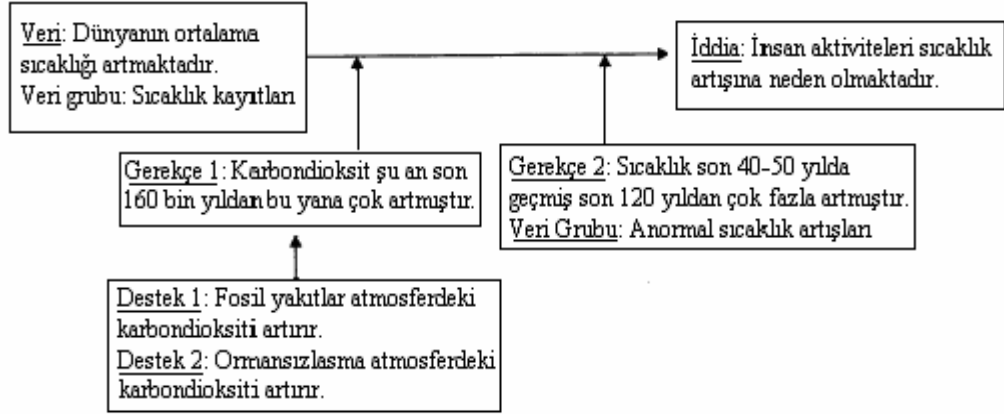 Veri: Dünyanın ortalama
sıcaklığı artmaktadır.
Veri grubu: Sıcaklık kayıtları
İddia: İnsan aktiviteleri sıcaklık
artışına neden olmaktadır.
Gerekçe 1: Karbondioksit şu an son
160 bin yıldan bu yana çok artmıştır.
Gerekçe 2: Sıcaklık son 40-50 yılda
geçmiş son 120 yıldan çok fazla artmıştır.
Veri Grubu: Anormal sıcaklık artışları
Destek 1: Fosil yakıtlar atmosferdeki
karbondioksiti artırır.
Destek 2: Ormansızlasma atmosferdeki
karbondioksiti artırır.